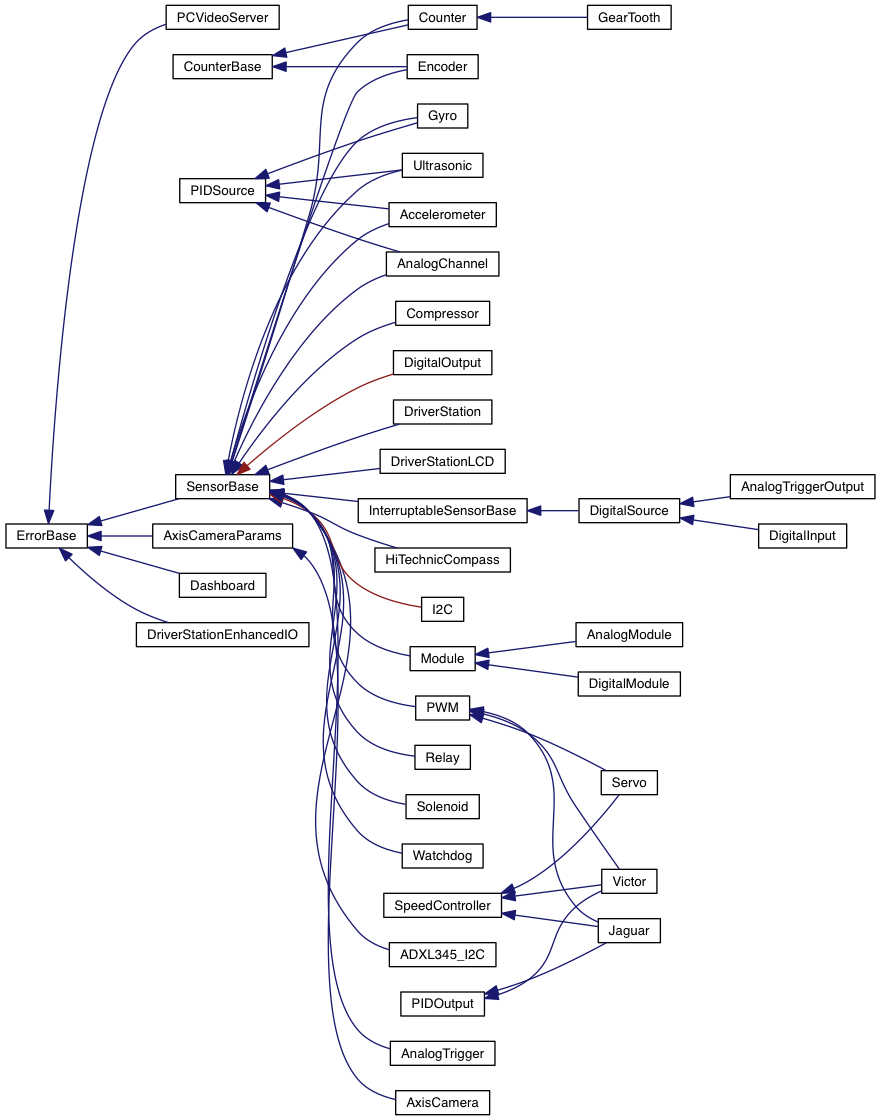 PCVideoServer
Counter
GearTooth
CounterBase
Encoder
Gyro
Ultrasonic
PIDSource
Accelerometer
AnalogChannel
Compressor
DigitalOutput
DriverStation
DriverStationLCD
SensorBase
AnalogTriggerOutput
InterruptableSensorBase
DigitalSource
ErrorBase
AxisCameraParams
DigitalInput
HiTechnicCompass
Dashboard
I2C
DriverStationEnhancedIO
AnalogModule
Module
DigitalModule
PWM
Relay
Servo
Solenoid
Watchdog
Victor
SpeedController
Jaguar
ADXL345_I2C
PIDOutput
AnalogTrigger
AxisCamera